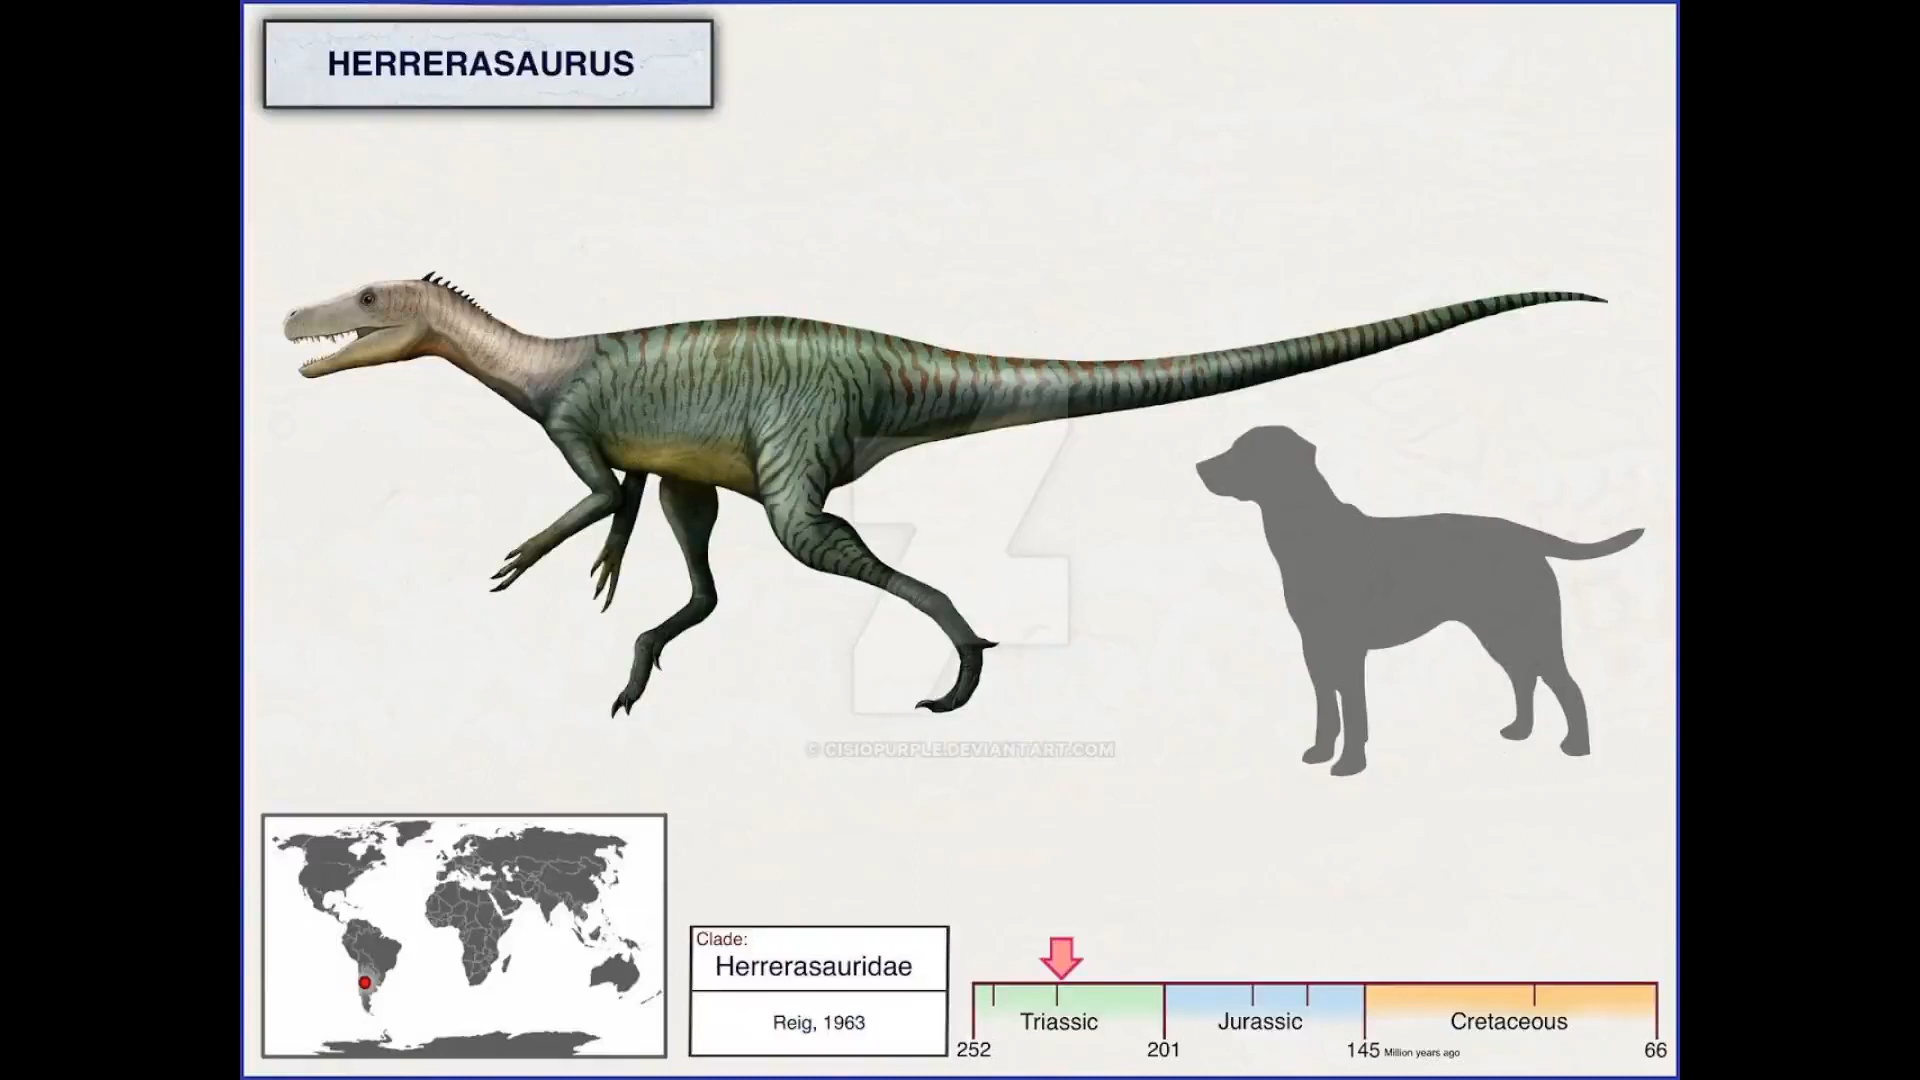 HERRERASAURUS
© CISIOPURPLE.DEVIANTART.COM
Clade:
Herrerasauridae
Reig, 1963
Triassic Jurassic Cretaceous
252 201 145 Million years ago 66